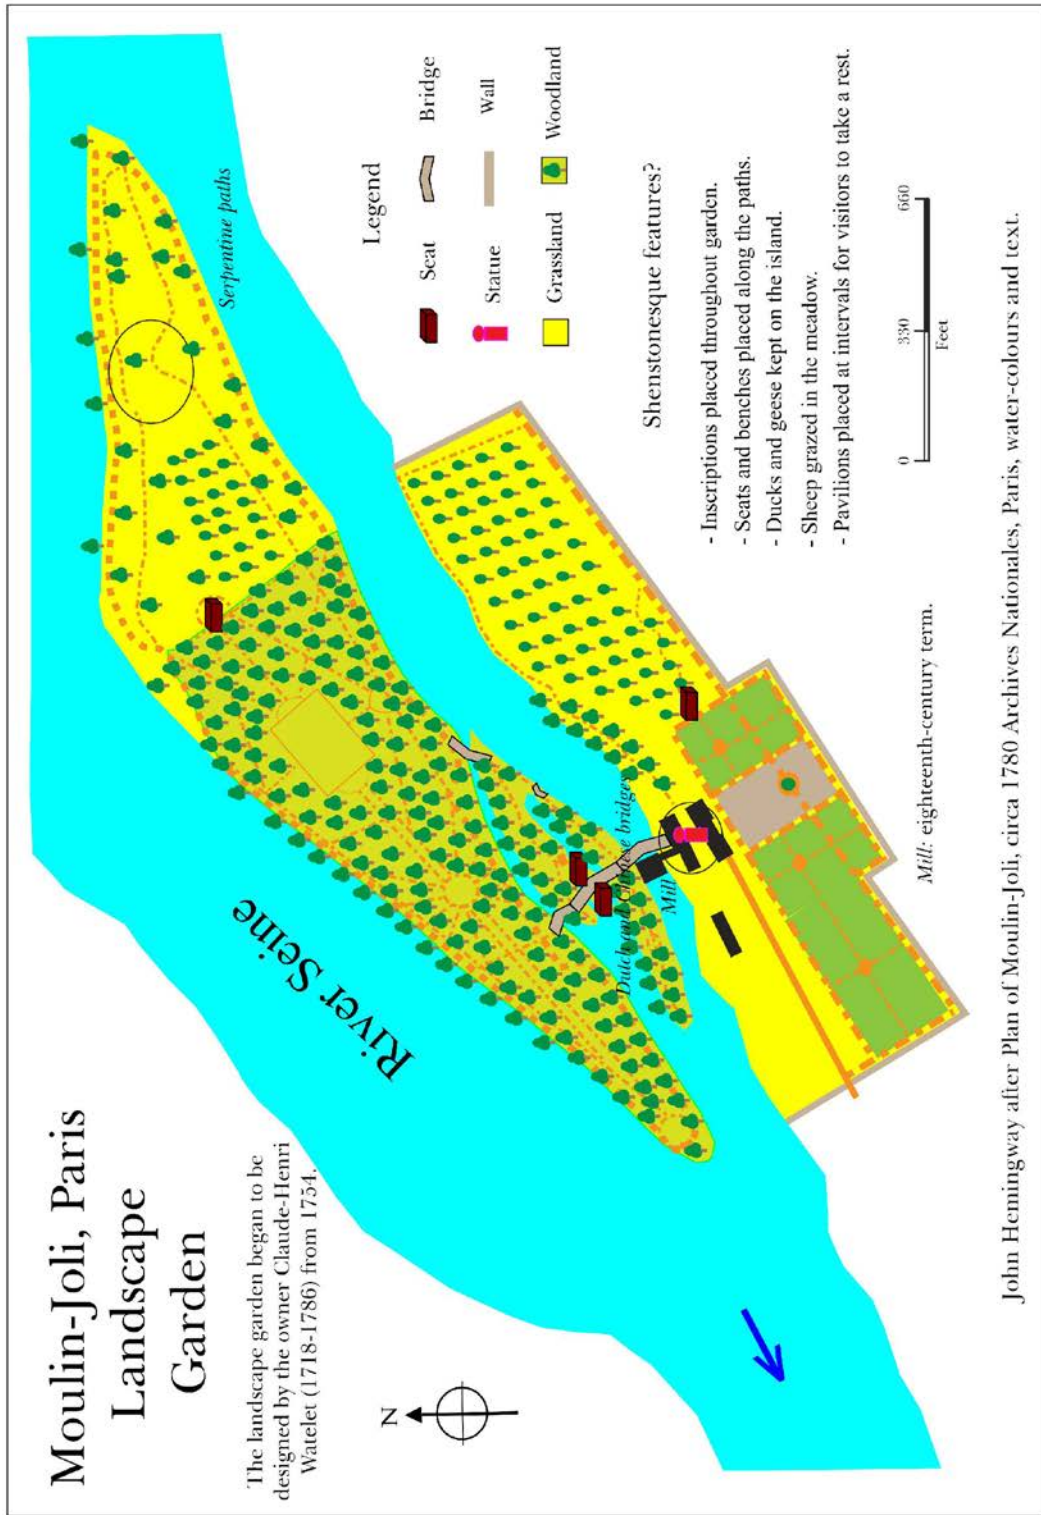 Moulin-Joli, Paris
Landscape
Garden
The landscape garden began to be
designed by the owner Claude-Henri
Watelet (1718-1786) from 1754.
N
River Seine
Serpentine paths
Dutch and Chinese bridges
Mill
Legend
Seat
Bridge
Statue
Wall
Grassland
Woodland
Shenstonesque features?
- Inscriptions placed throughout garden.
- Seats and benches placed along the paths.
- Ducks and geese kept on the island.
- Sheep grazed in the meadow.
- Pavilions placed at intervals for visitors to take a rest.
0 330 660
Feet
Mill: eighteenth-century term.
John Hemingway after Plan of Moulin-Joli, circa 1780 Archives Nationales, Paris, water-colours and text.